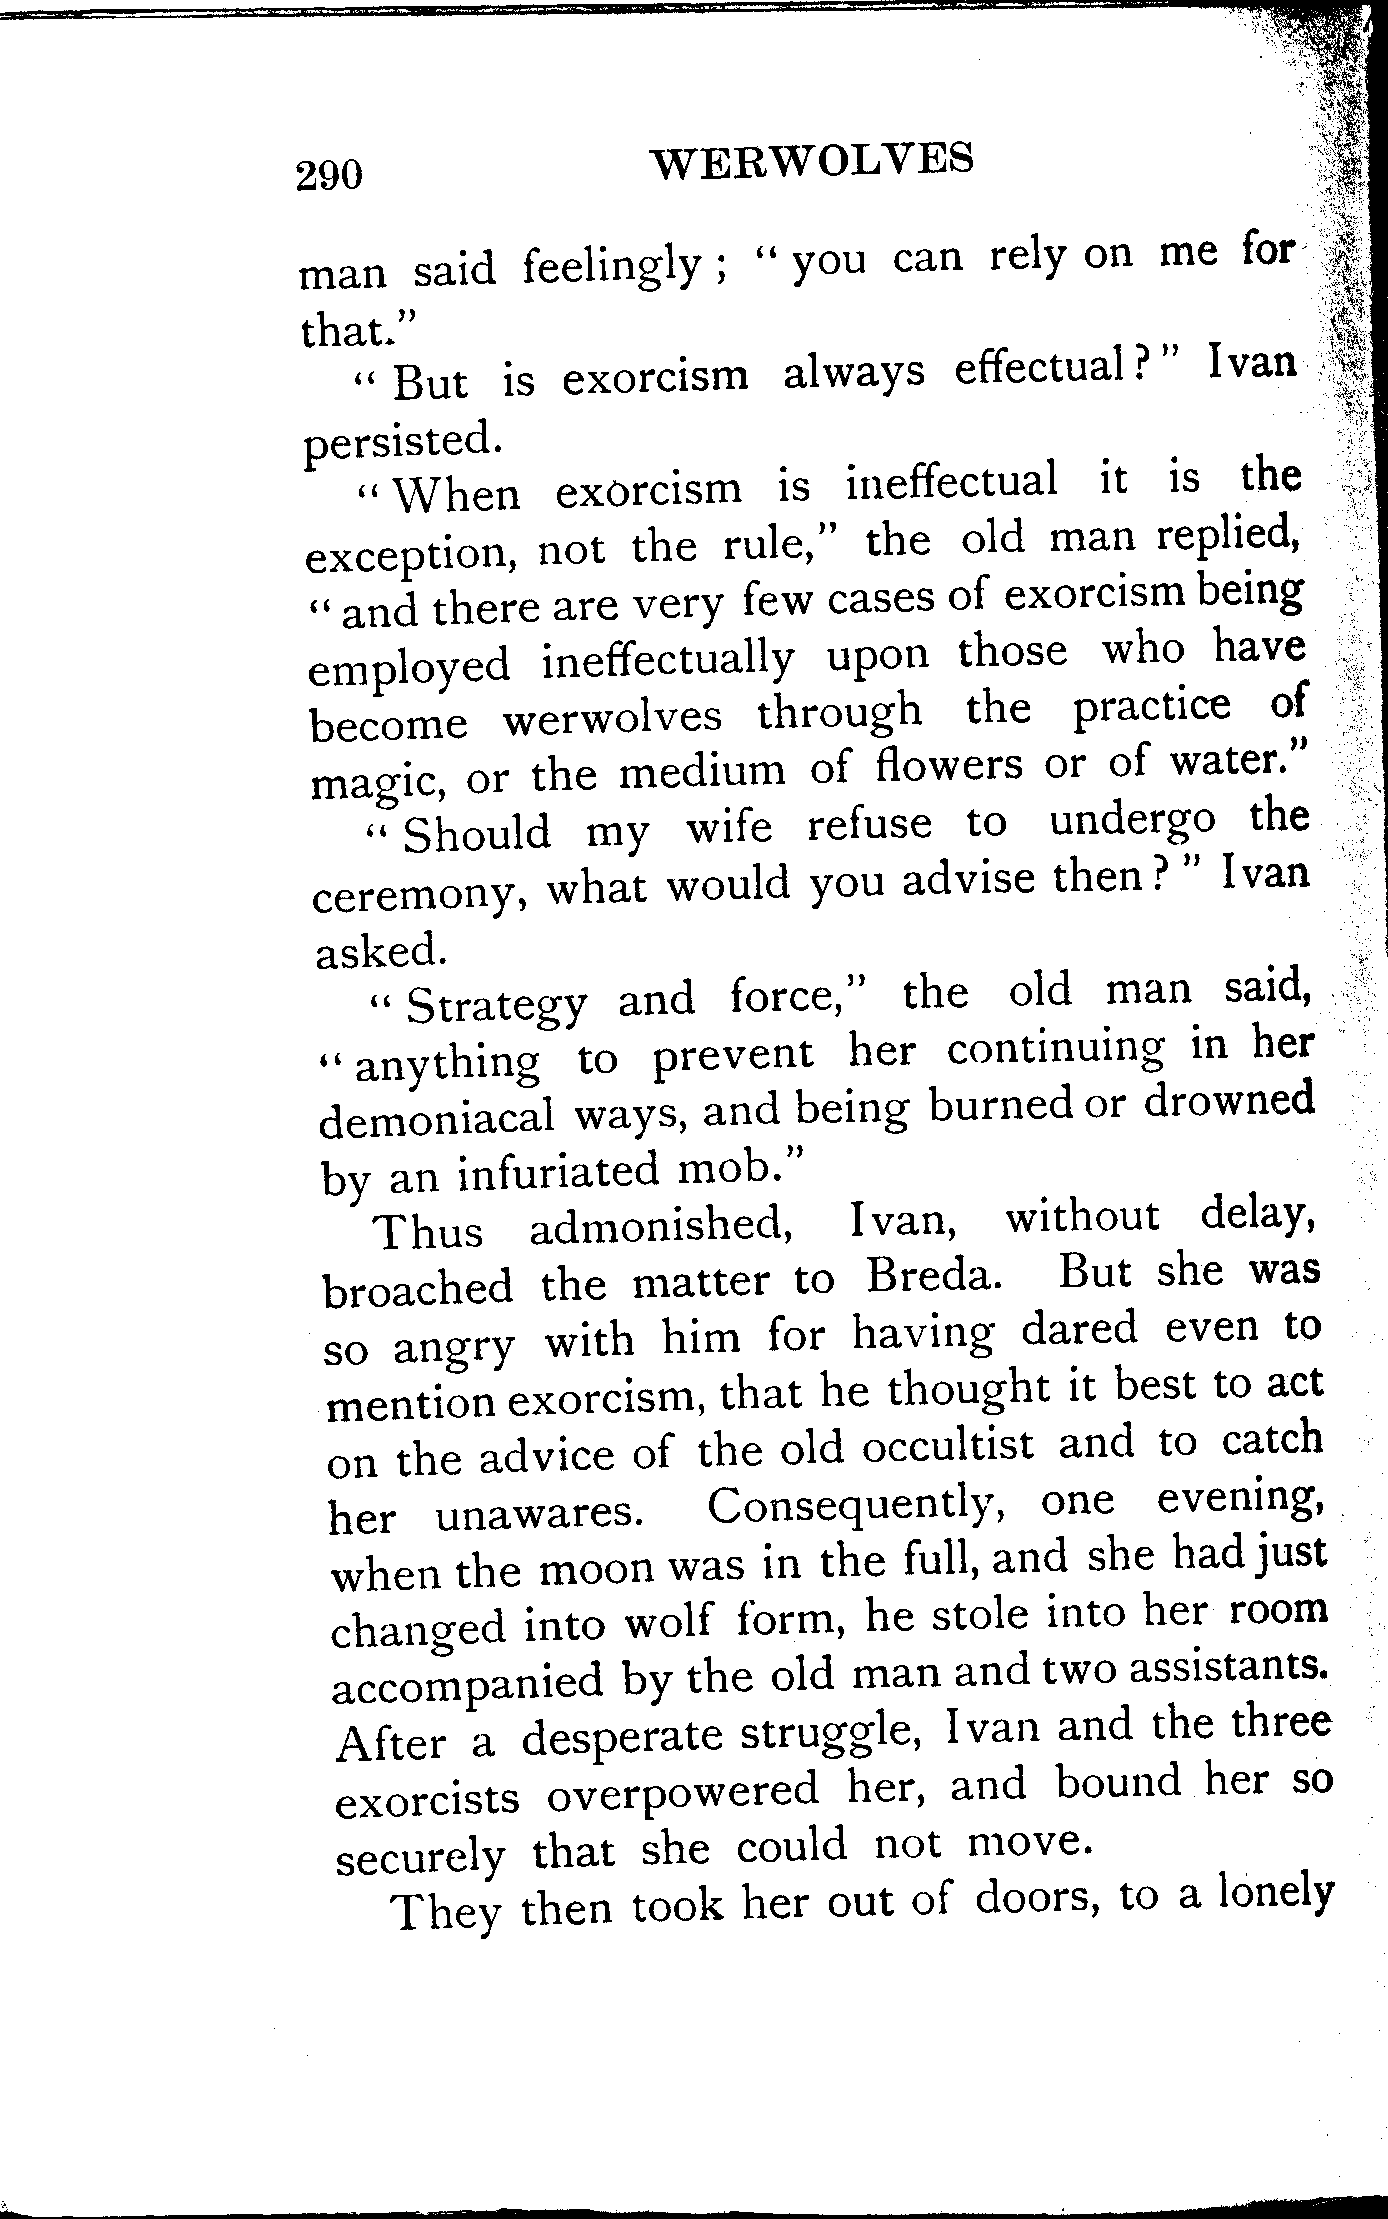 290 WERWOLVES
man said feelingly ; “ you can rely on me for
that.”
“ But is exorcism always effectual ? ” Ivan
persisted.
“ When exorcism is ineffectual it is the
exception, not the rule,” the old man replied,
“ and there are very few cases of exorcism being
employed ineffectually upon those who have
become werwolves through the practice of
magic, or the medium of flowers or of water.”
“ Should my wife refuse to undergo the
ceremony, what would you advise then ? ” Ivan
asked.
“ Strategy and force,” the old man said,
“ anything to prevent her continuing in her
demoniacal ways, and being burned or drowned
by an infuriated mob.”
Thus admonished, Ivan, without delay,
broached the matter to Breda. But she was
so angry with him for having dared even to
mention exorcism, that he thought it best to act
on the advice of the old occultist and to catch
her unawares. Consequently, one evening,
when the moon was in the full, and she had just
changed into wolf form, he stole into her room
accompanied by the old man and two assistants.
After a desperate struggle, Ivan and the three
exorcists overpowered her, and bound her so
securely that she could not move.
They then took her out of doors, to a lonely